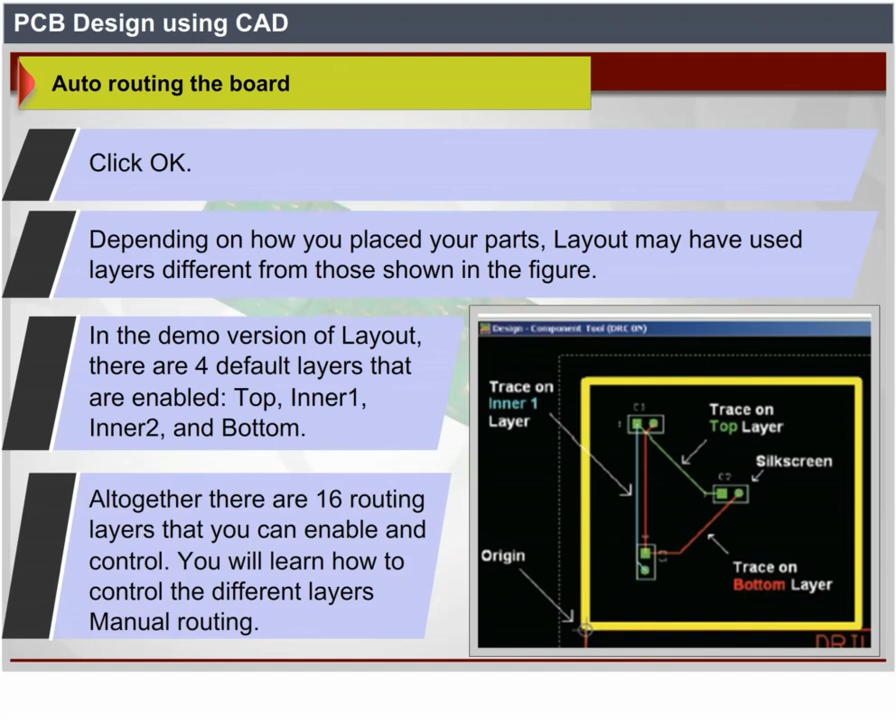 PCB Design using CAD
Auto routing the board
Click OK.
Depending on how you placed your parts, Layout may have used
layers different from those shown in the figure.
In the demo version of Layout,
there are 4 default layers that
are enabled: Top, Inner1,
Inner2, and Bottom.
Altogether there are 16 routing
layers that you can enable and
control. You will learn how to
control the different layers
Manual routing.
Design - Component Tool (DRC ON)
Trace on
Inner 1
Layer
C1
1
Trace on
Top Layer
C2
Silkscreen
Origin
Trace on
Bottom Layer
DRIL